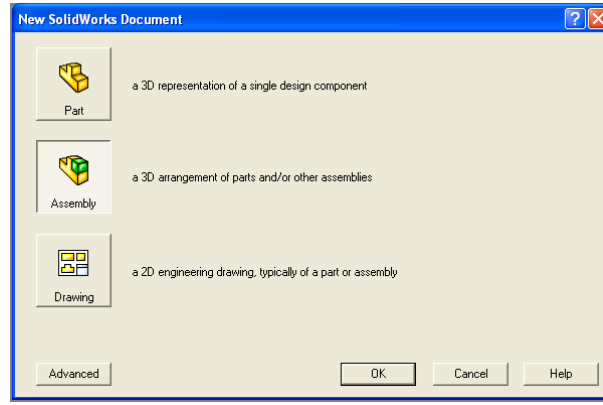 New SolidWorks Document
Part
a 3D representation of a single design component
Assembly
a 3D arrangement of parts and/or other assemblies
Drawing
a 2D engineering drawing, typically of a part or assembly
Advanced OK Cancel Help